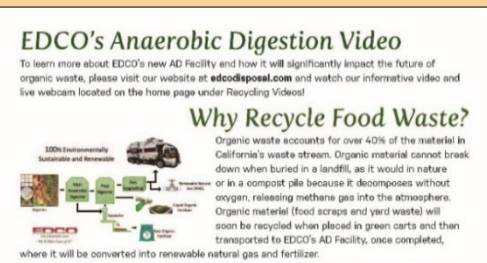 EDCO's Anaerobic Digestion Video
To learn more about EDCO's new AD Facility and how it will significantly impact the future of
organic waste, please visit our website at edcodisposal.com and watch our informative video and
live webcam located on the home page under Recycling Videos!
Why Recycle Food Waste?
100% Environmentally
Sustainable and Renewable
EDCO
Organic waste accounts for over 40% of the material in
California's waste stream. Organic material cannot break
down when buried in a landfill, as it would in nature
or in a compost pile because it decomposes without
oxygen, releasing methane gas into the atmosphere.
Organic material (food scraps and yard waste) will
soon be recycled when placed in green carts and then
transported to EDCO's AD Facility, once completed,
where it will be converted into renewable natural gas and fertilizer.